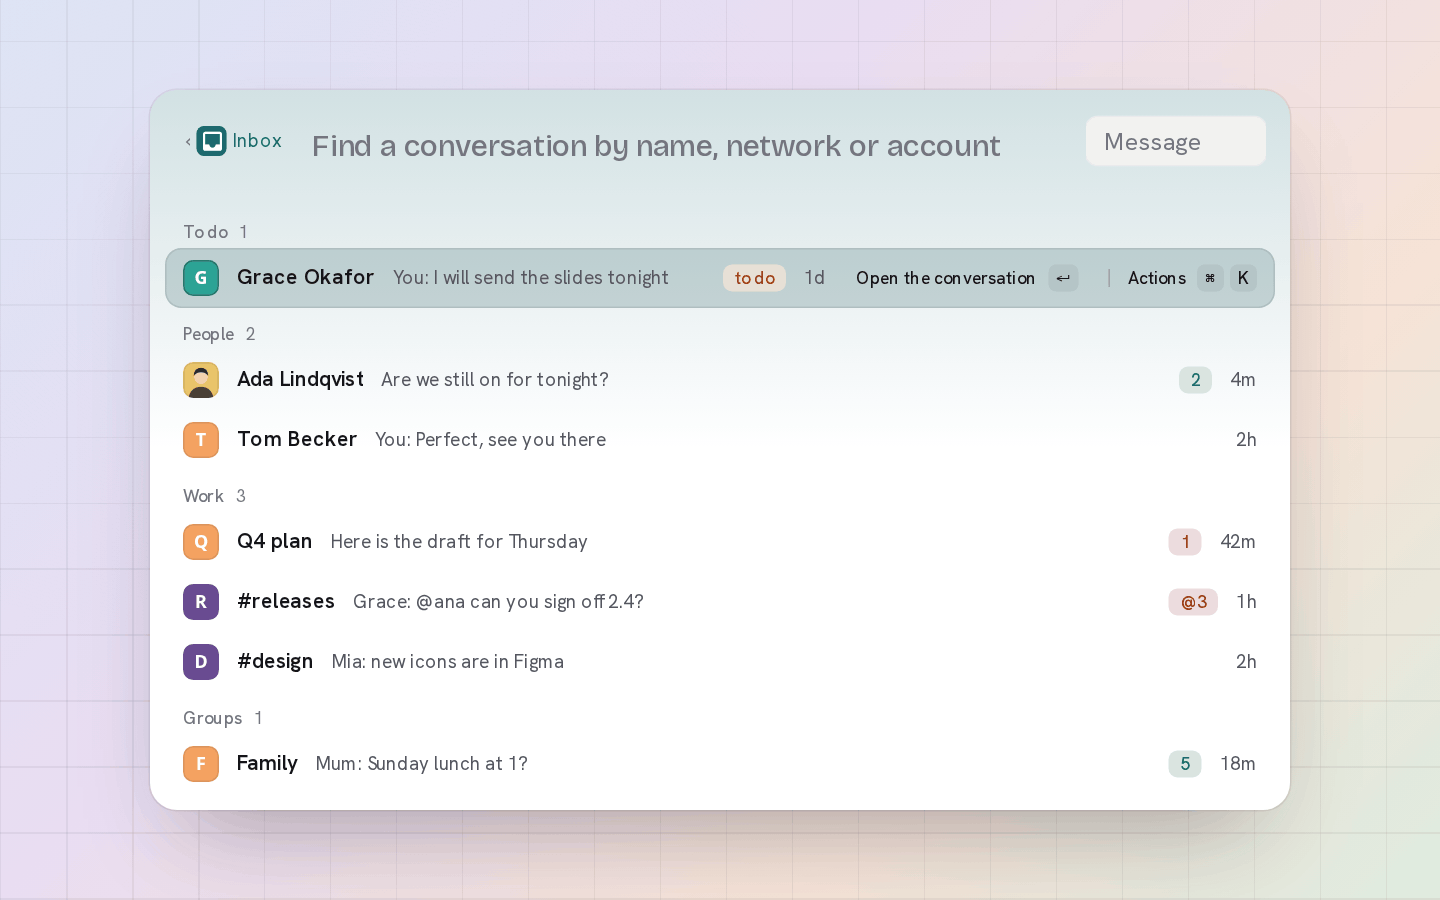 ‹ Inbox Find a conversation by name, network or account Message
To do 1
G Grace Okafor You: I will send the slides tonight to do 1d Open the conversation ↵ | Actions ⌘ K
People 2
Ada Lindqvist Are we still on for tonight? 2 4m
T Tom Becker You: Perfect, see you there 2h
Work 3
Q Q4 plan Here is the draft for Thursday 1 42m
R #releases Grace: @ana can you sign off 2.4? @3 1h
D #design Mia: new icons are in Figma 2h
Groups 1
F Family Mum: Sunday lunch at 1? 5 18m